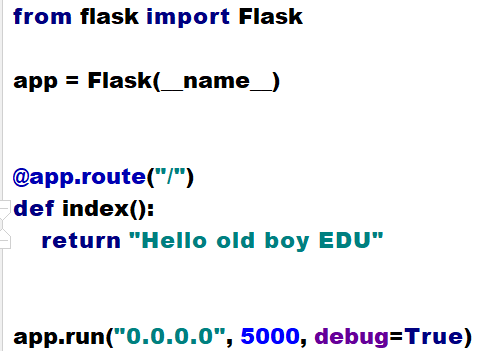 from flask import Flask
app = Flask(__name__)
@app.route("/")
def index():
    return "Hello old boy EDU"
app.run("0.0.0.0", 5000, debug=True)